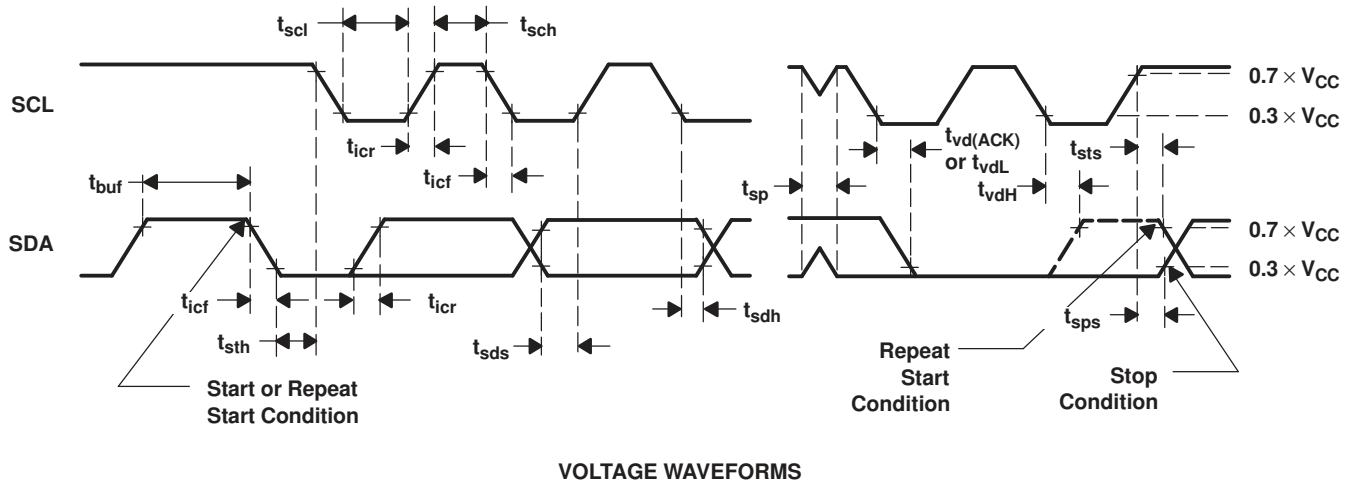 tscl
tsch
SCL
0.7 × VCC
0.3 × VCC
ticr
ticf
tbuf
tsp
tvd(ACK)
or tvdL
tvdH
tsts
SDA
0.7 × VCC
0.3 × VCC
ticf
ticr
tsth
tsds
tsdh
tsps
Start or Repeat
Start Condition
Repeat
Start
Condition
Stop
Condition
VOLTAGE WAVEFORMS